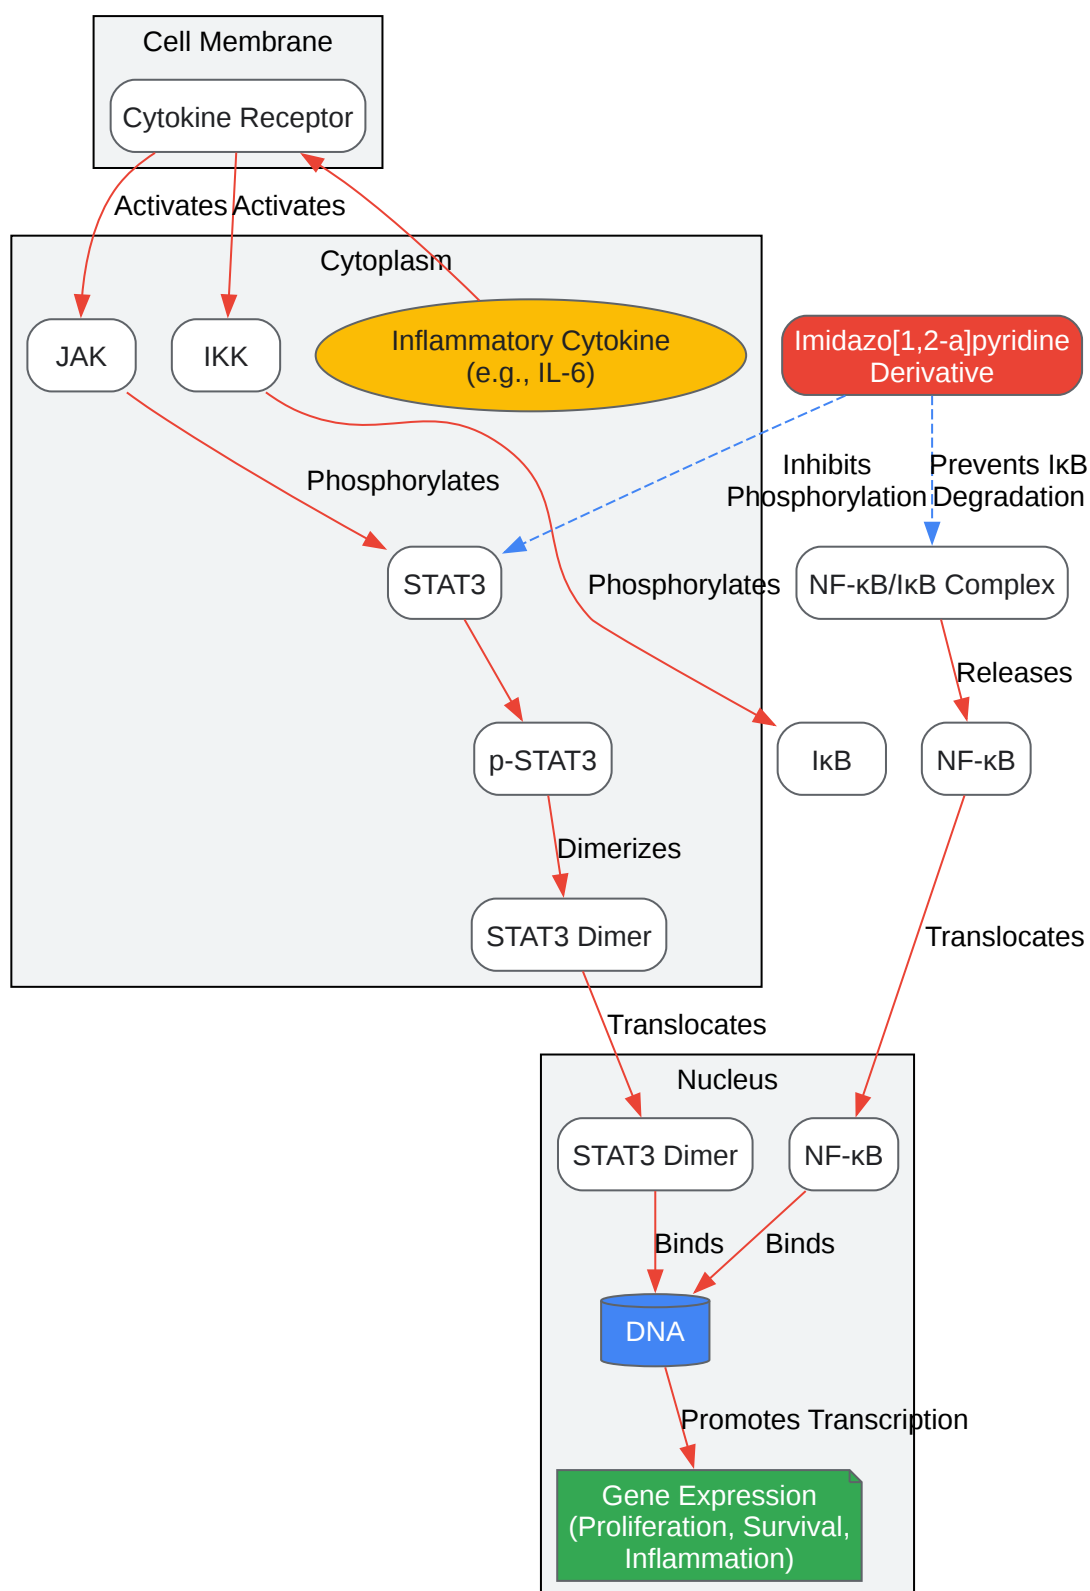 Cell Membrane
Cytokine Receptor
Activates
Activates
Cytoplasm
JAK
IKK
Inflammatory Cytokine
(e.g., IL-6)
Imidazo[1,2-a]pyridine
Derivative
Phosphorylates
Inhibits
Phosphorylation
Prevents IκB
Degradation
STAT3
Phosphorylates
NF-κB/IκB Complex
Releases
p-STAT3
IκB
NF-κB
Dimerizes
STAT3 Dimer
Translocates
Translocates
Nucleus
STAT3 Dimer
NF-κB
Binds
Binds
DNA
Promotes Transcription
Gene Expression
(Proliferation, Survival,
Inflammation)